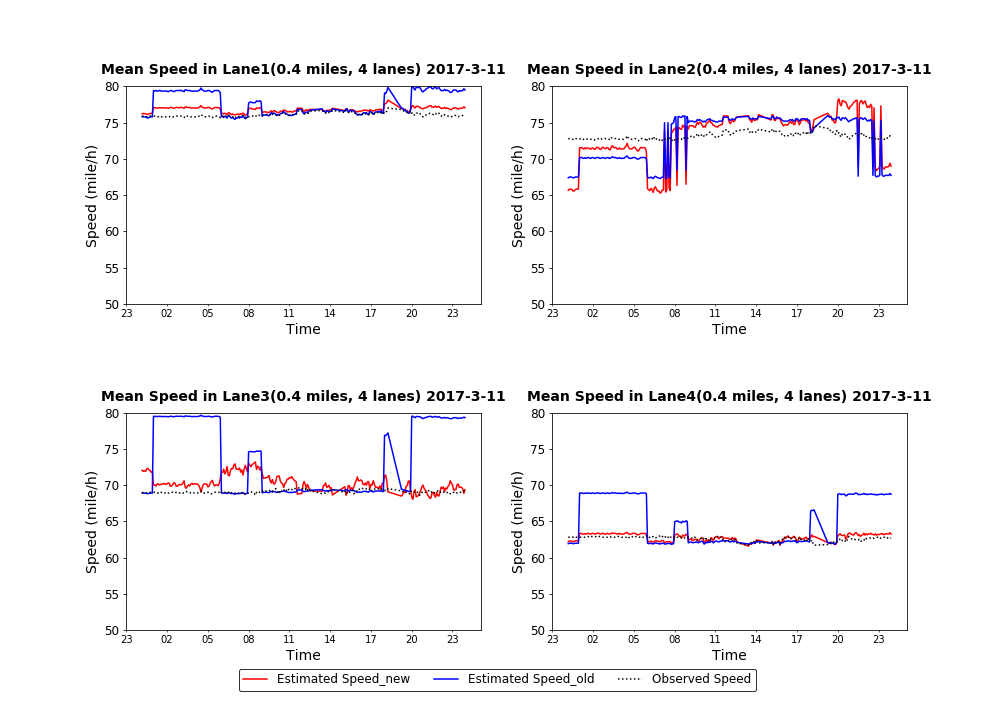 Mean Speed in Lane1(0.4 miles, 4 lanes) 2017-3-11
80
75
70
65
60
55
50
Speed (mile/h)
23 02 05 08 11 14 17 20 23
Time
Mean Speed in Lane2(0.4 miles, 4 lanes) 2017-3-11
80
75
70
65
60
55
50
Speed (mile/h)
23 02 05 08 11 14 17 20 23
Time
Mean Speed in Lane3(0.4 miles, 4 lanes) 2017-3-11
80
75
70
65
60
55
50
Speed (mile/h)
23 02 05 08 11 14 17 20 23
Time
Mean Speed in Lane4(0.4 miles, 4 lanes) 2017-3-11
80
75
70
65
60
55
50
Speed (mile/h)
23 02 05 08 11 14 17 20 23
Time
Estimated Speed_new Estimated Speed_old Observed Speed